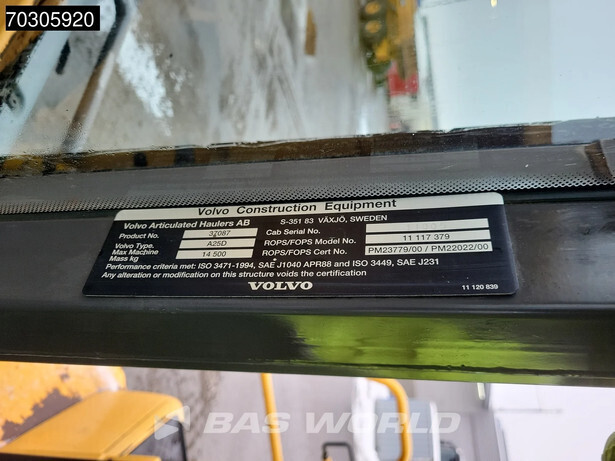 70305920
Volvo Construction Equipment
Volvo Articulated Haulers AB S-351 83 VÄXJÖ, SWEDEN
Product No. 32097 Cab Serial No.
Volvo Type. A25D ROPS/FOPS Model No. 11 117 379
Max Machine Mass kg 14 500 ROPS/FOPS Cert No. PM23779/00 / PM22022/00
Performance criteria met: ISO 3471-1994, SAE J1040 APR88 and ISO 3449, SAE J231
Any alteration or modification on this structure voids the certification
VOLVO 11 120 839
BAS WORLD